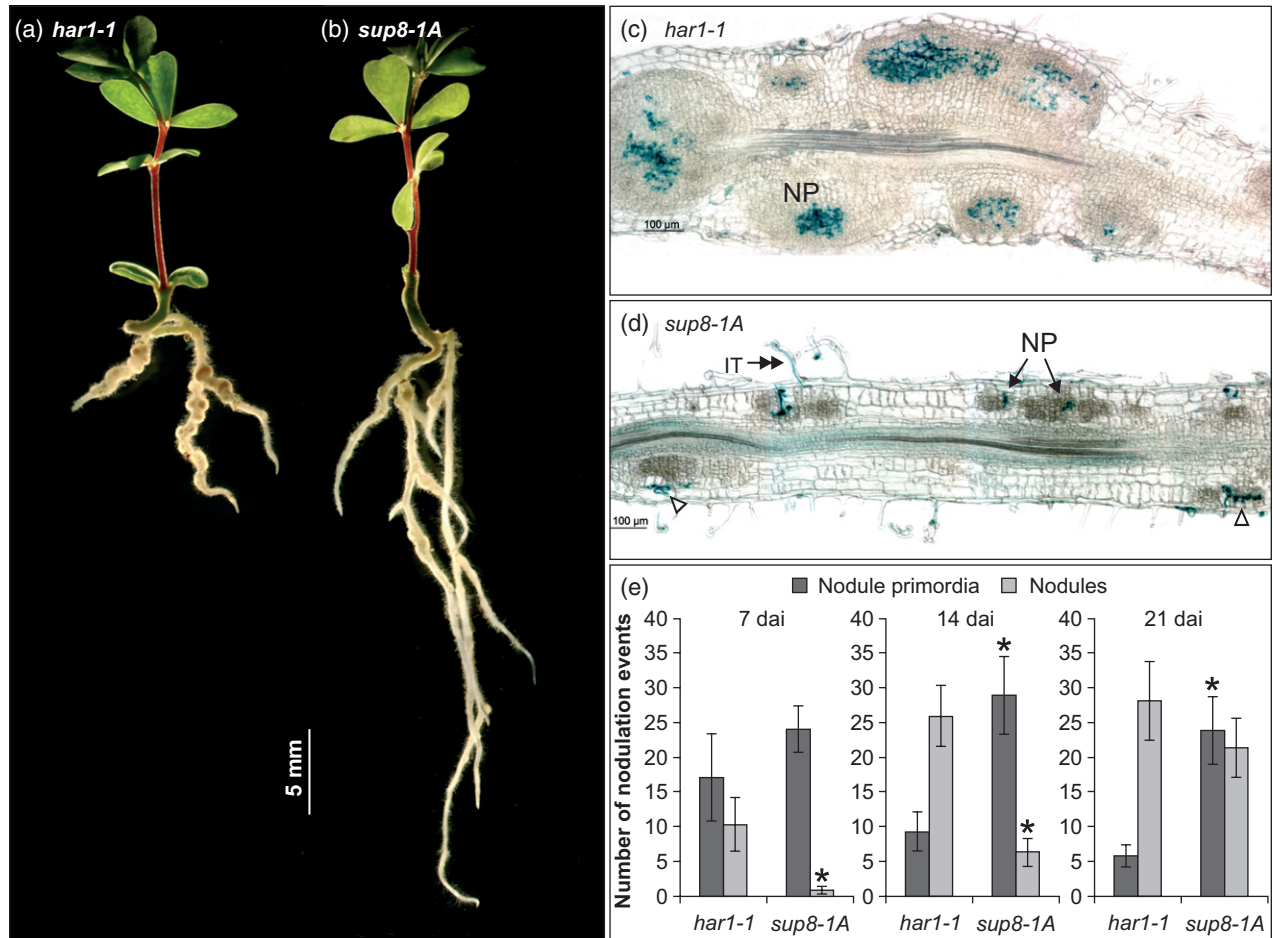 (a) har1-1
(b) sup8-1A
5 mm
(c) har1-1
NP
100 µm
(d) sup8-1A
IT
NP
100 µm
(e)
Nodule primordia
Nodules
Number of nodulation events
7 dai
14 dai
21 dai
40
35
30
25
20
15
10
5
0
40
35
30
25
20
15
10
5
0
40
35
30
25
20
15
10
5
0
*
*
*
*
har1-1
sup8-1A
har1-1
sup8-1A
har1-1
sup8-1A